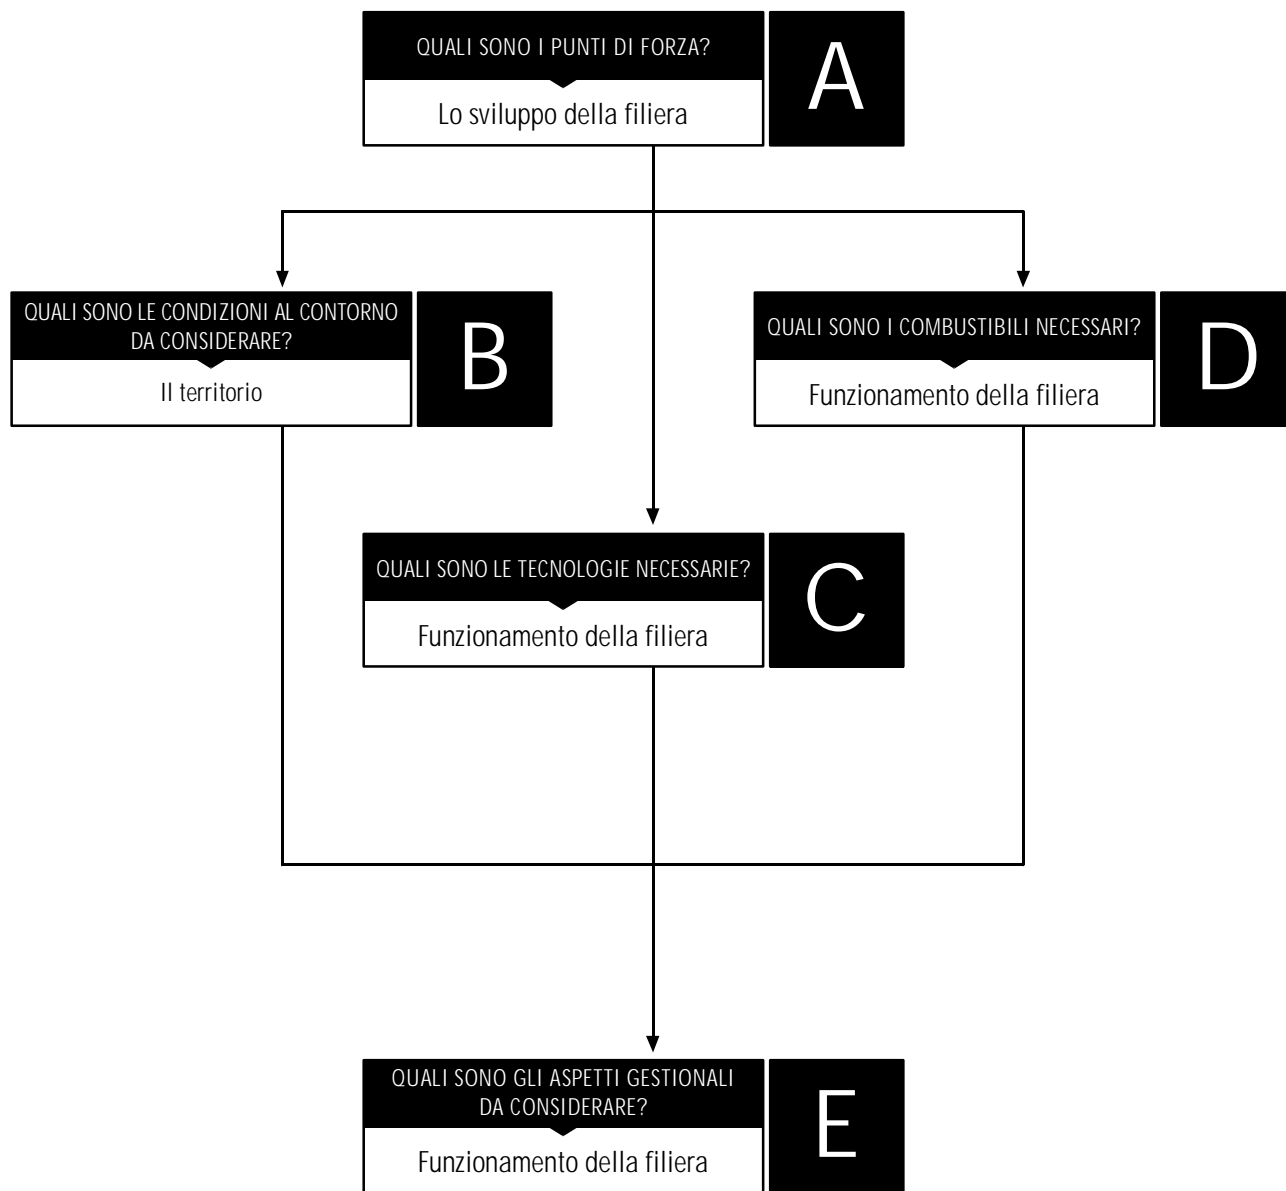 QUALI SONO I PUNTI DI FORZA?
Lo sviluppo della filiera
A
QUALI SONO LE CONDIZIONI AL CONTORNO
DA CONSIDERARE?
Il territorio
B
QUALI SONO I COMBUSTIBILI NECESSARI?
Funzionamento della filiera
D
QUALI SONO LE TECNOLOGIE NECESSARIE?
Funzionamento della filiera
C
QUALI SONO GLI ASPETTI GESTIONALI
DA CONSIDERARE?
Funzionamento della filiera
E